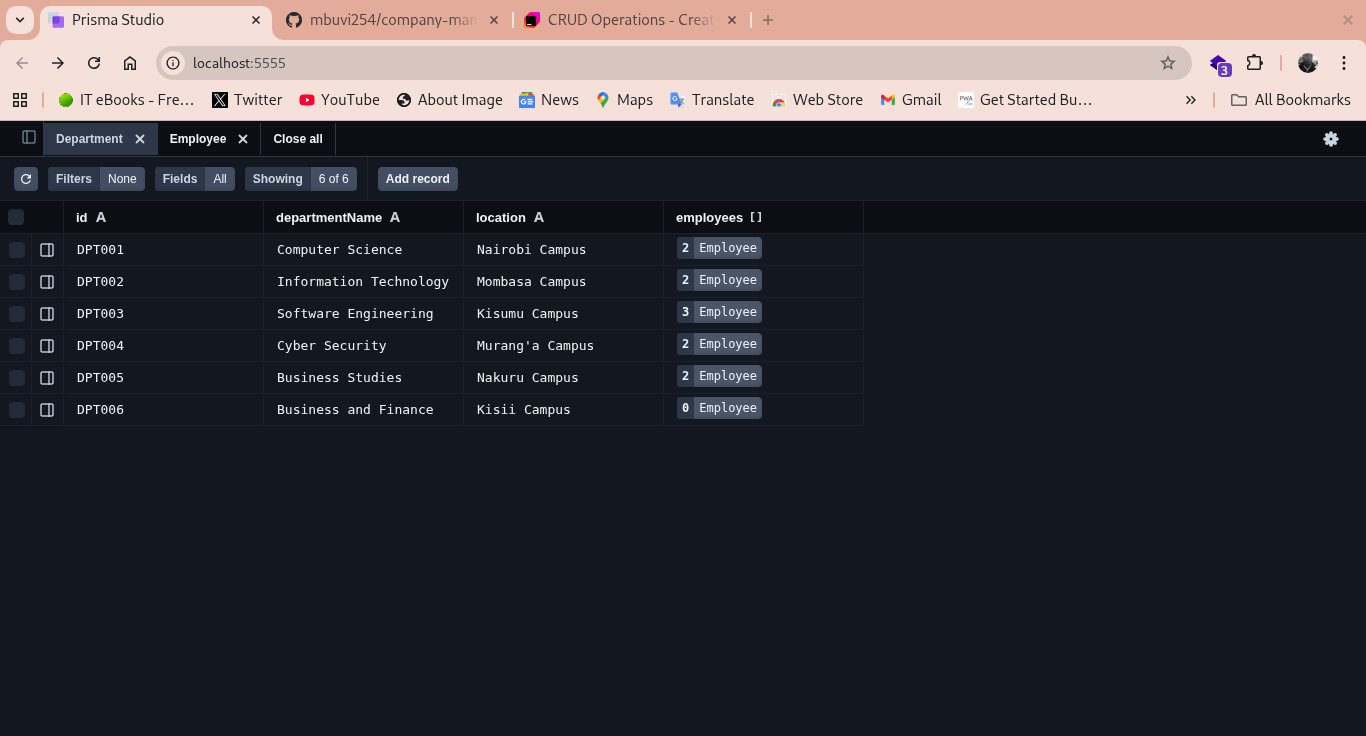 Prisma Studio mbuvi254/company-man CRUD Operations - Creat
localhost:5555 3
IT eBooks - Fre... Twitter YouTube About Image News Maps Translate Web Store Gmail PWA Get Started Bu... All Bookmarks
Department Employee Close all
Filters None Fields All Showing 6 of 6 Add record
id A departmentName A location A employees []
DPT001 Computer Science Nairobi Campus 2 Employee
DPT002 Information Technology Mombasa Campus 2 Employee
DPT003 Software Engineering Kisumu Campus 3 Employee
DPT004 Cyber Security Murang'a Campus 2 Employee
DPT005 Business Studies Nakuru Campus 2 Employee
DPT006 Business and Finance Kisii Campus 0 Employee